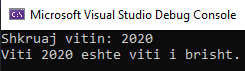 Microsoft Visual Studio Debug Console
Shkruaj vitin: 2020
Viti 2020 eshte viti i brisht.